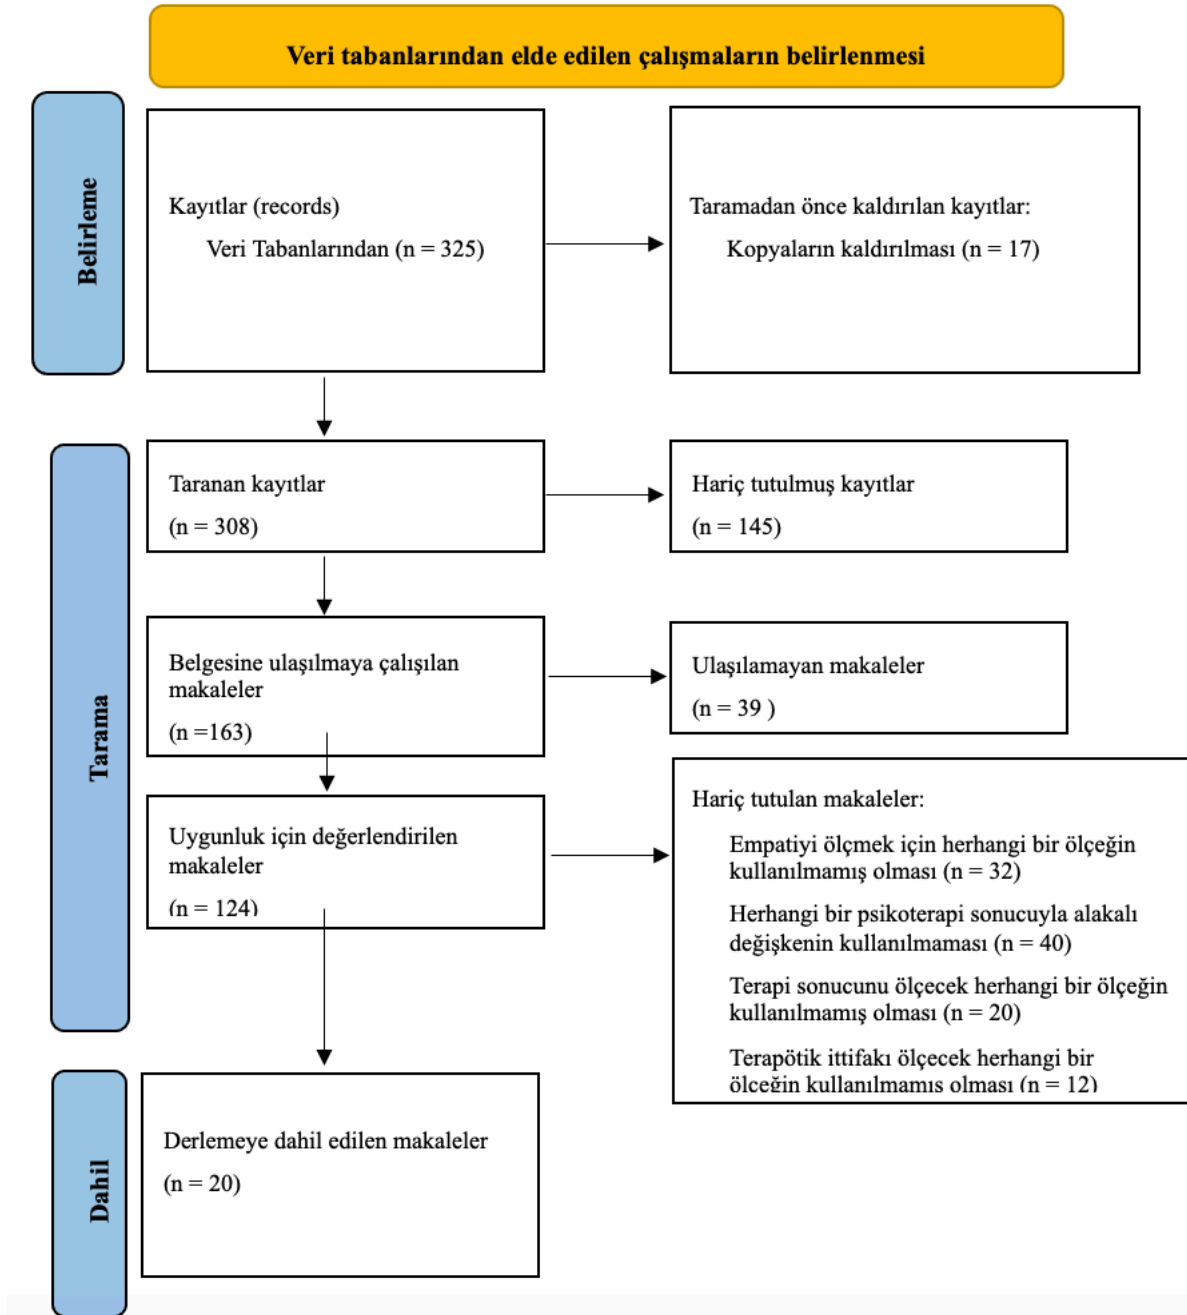 Veri tabanlarından elde edilen çalışmaların belirlenmesi
Belirleme
Kayıtlar (records)
Veri Tabanlarından (n = 325)
Taramadan önce kaldırılan kayıtlar:
Kopyaların kaldırılması (n = 17)
Tarama
Taranan kayıtlar
(n = 308)
Hariç tutulmuş kayıtlar
(n = 145)
Belgesine ulaşılmaya çalışılan
makaleler
(n =163)
Ulaşılamayan makaleler
(n = 39 )
Uygunluk için değerlendirilen
makaleler
(n = 124)
Hariç tutulan makaleler:
Empatiyi ölçmek için herhangi bir ölçeğin
kullanılmamış olması (n = 32)
Herhangi bir psikoterapi sonucuyla alakalı
değişkenin kullanılmaması (n = 40)
Terapi sonucunu ölçecek herhangi bir ölçeğin
kullanılmamış olması (n = 20)
Terapötik ittifakı ölçecek herhangi bir
ölçeğin kullanılmamış olması (n = 12)
Dahil
Derlemeye dahil edilen makaleler
(n = 20)